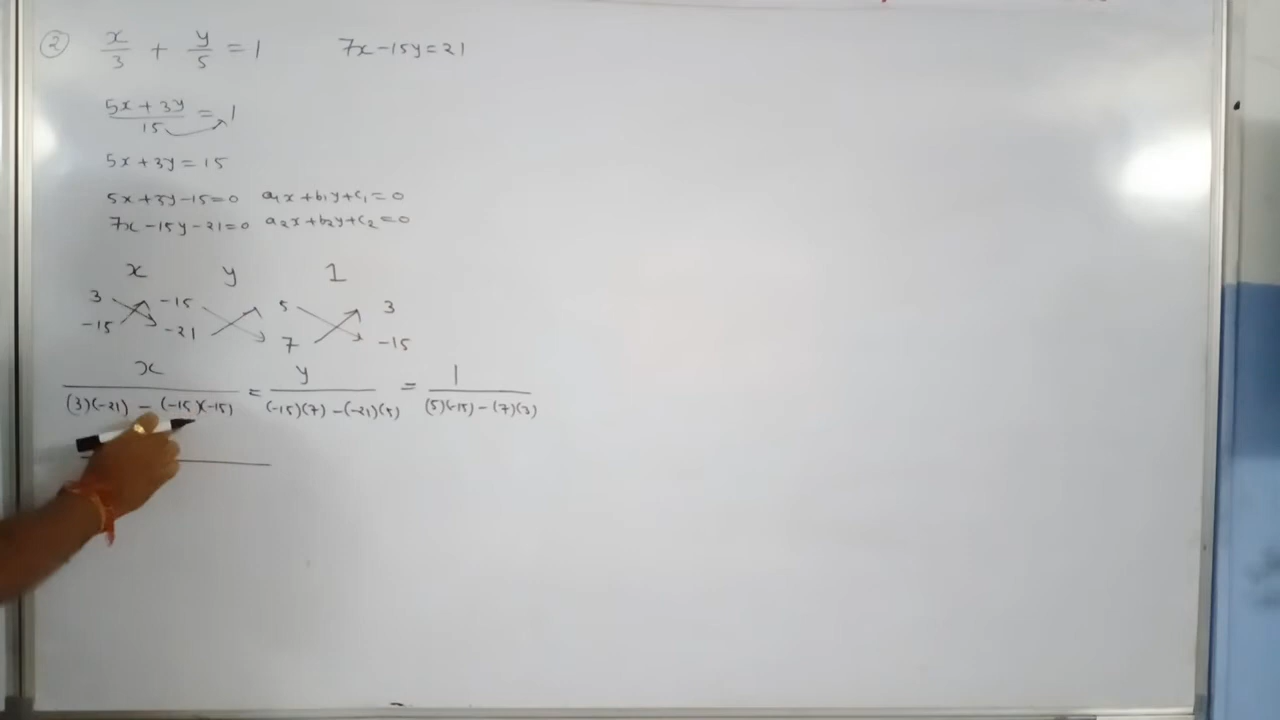 ② x/3 + y/5 = 1 7x-15y=21
(5x+3y)/15 = 1
5x+3y=15
5x+3y-15=0 a₁x+b₁y+c₁=0
7x-15y-21=0 a₂x+b₂y+c₂=0
x y 1
3 -15 5 3
-15 -21 7 -15
x/((3)(-21) - (-15)(-15)) = y/((-15)(7) - (-21)(5)) = 1/((5)(-15) - (7)(3))